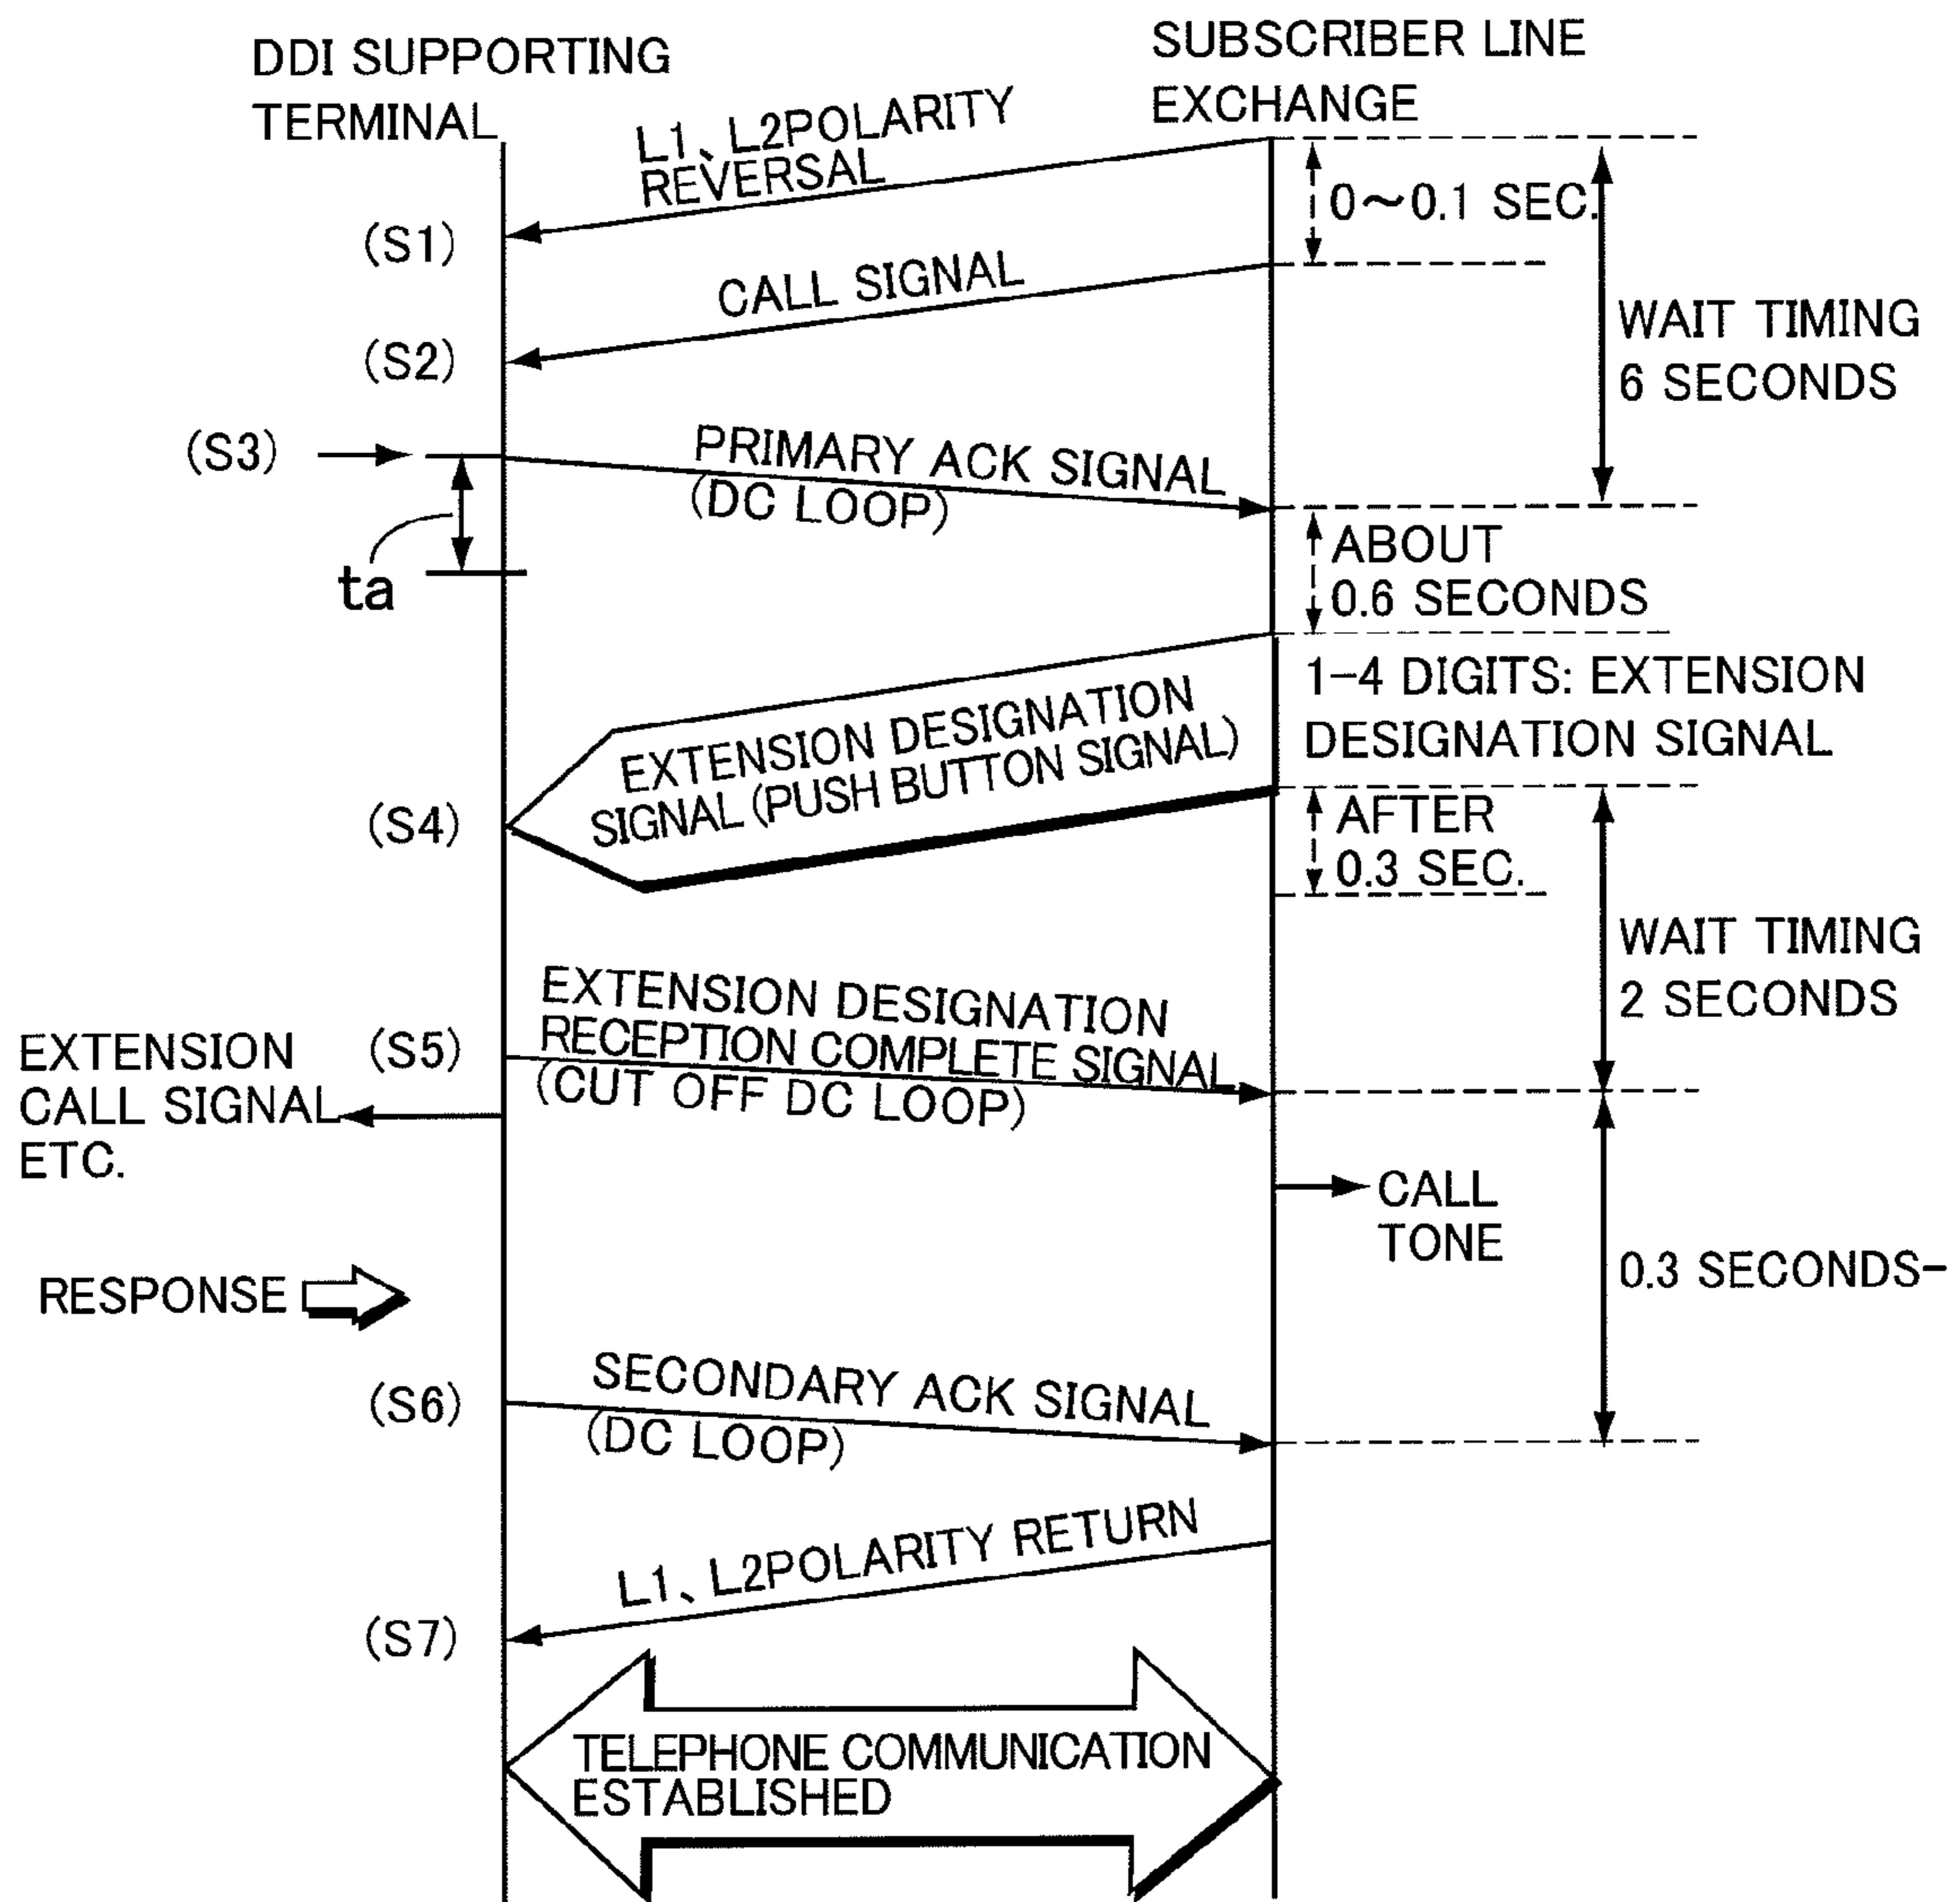 DDI SUPPORTING
TERMINAL
SUBSCRIBER LINE
EXCHANGE
L1、L2POLARITY
REVERSAL
(S1)
0～0.1 SEC.
CALL SIGNAL
(S2)
WAIT TIMING
6 SECONDS
(S3)
PRIMARY ACK SIGNAL
(DC LOOP)
ta
ABOUT
0.6 SECONDS
1-4 DIGITS: EXTENSION
DESIGNATION SIGNAL
EXTENSION DESIGNATION
SIGNAL (PUSH BUTTON SIGNAL)
(S4)
AFTER
0.3 SEC.
WAIT TIMING
2 SECONDS
EXTENSION DESIGNATION
RECEPTION COMPLETE SIGNAL
(CUT OFF DC LOOP)
(S5)
EXTENSION
CALL SIGNAL
ETC.
CALL
TONE
0.3 SECONDS-
RESPONSE
SECONDARY ACK SIGNAL
(DC LOOP)
(S6)
L1、L2POLARITY RETURN
(S7)
TELEPHONE COMMUNICATION
ESTABLISHED